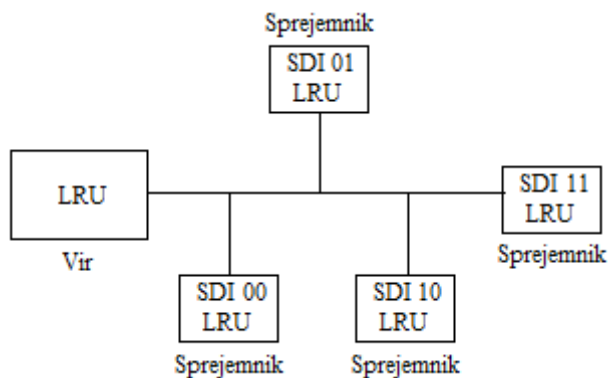 Sprejemnik
SDI 01
LRU
LRU
Vir
SDI 11
LRU
Sprejemnik
SDI 00
LRU
Sprejemnik
SDI 10
LRU
Sprejemnik